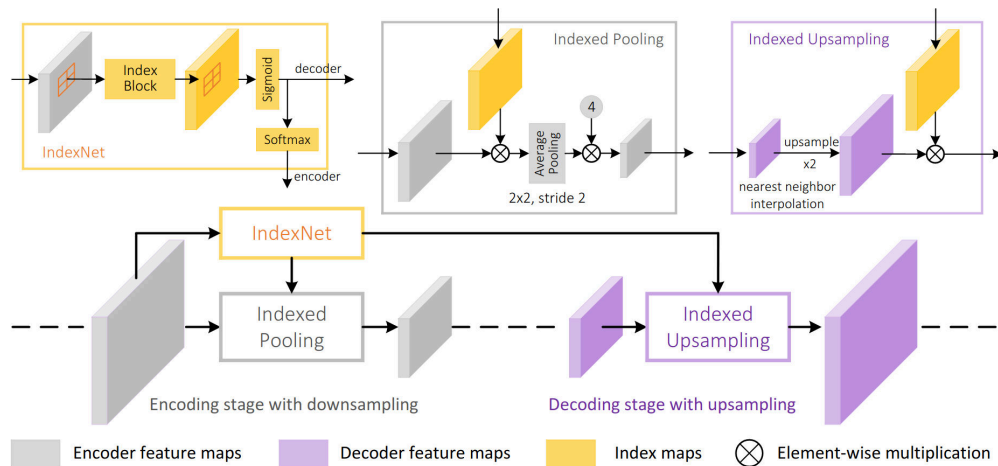 IndexNet
Index
Block
Sigmoid
decoder
Softmax
encoder
Indexed Pooling
Average
Pooling
4
2x2, stride 2
Indexed Upsampling
upsample
x2
nearest neighbor
interpolation
IndexNet
Indexed
Pooling
Indexed
Upsampling
Encoding stage with downsampling
Decoding stage with upsampling
Encoder feature maps
Decoder feature maps
Index maps
Element-wise multiplication